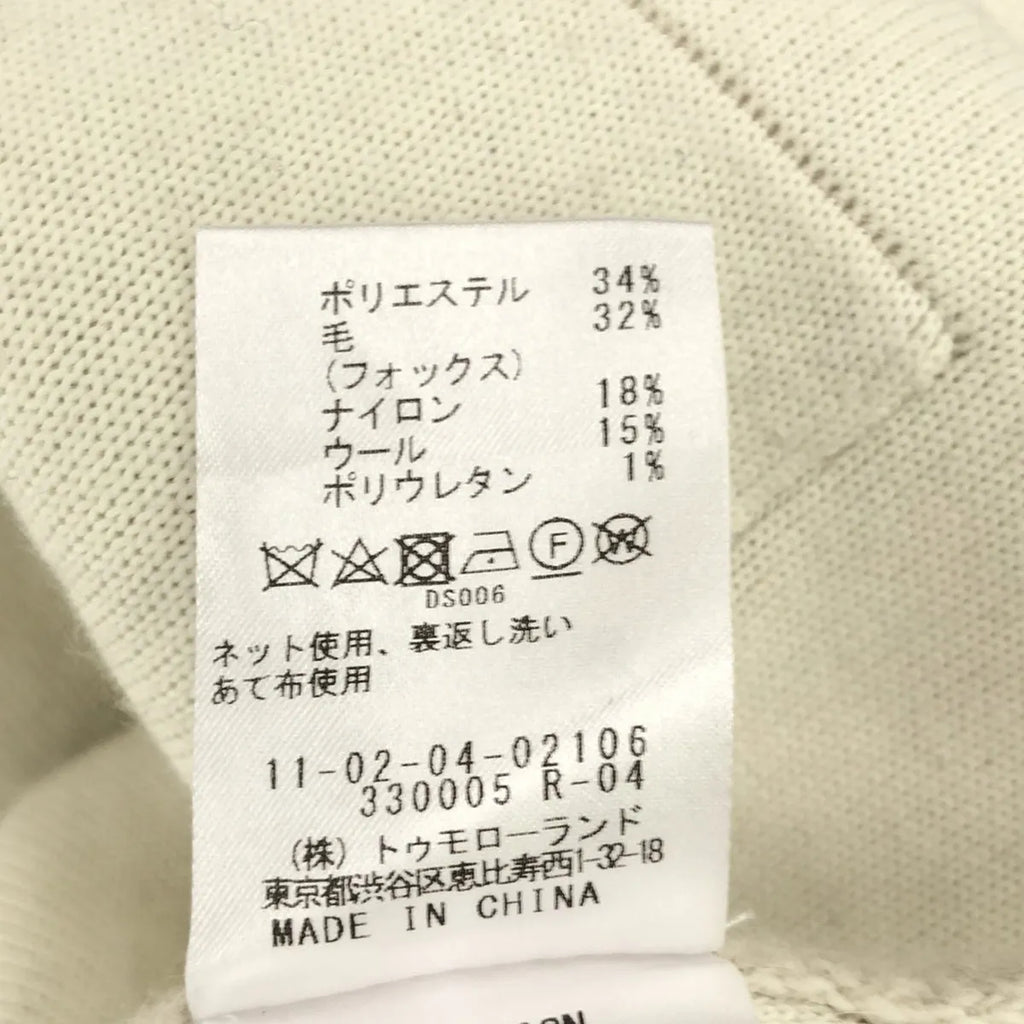 ポリエステル 34%
毛 32%
(フォックス)
ナイロン 18%
ウール 15%
ポリウレタン 1%
F W
DS006
ネット使用、裏返し洗い
あて布使用
11-02-04-02106
330005 R-04
(株) トゥモローランド
東京都渋谷区恵比寿西1-32-18
MADE IN CHINA